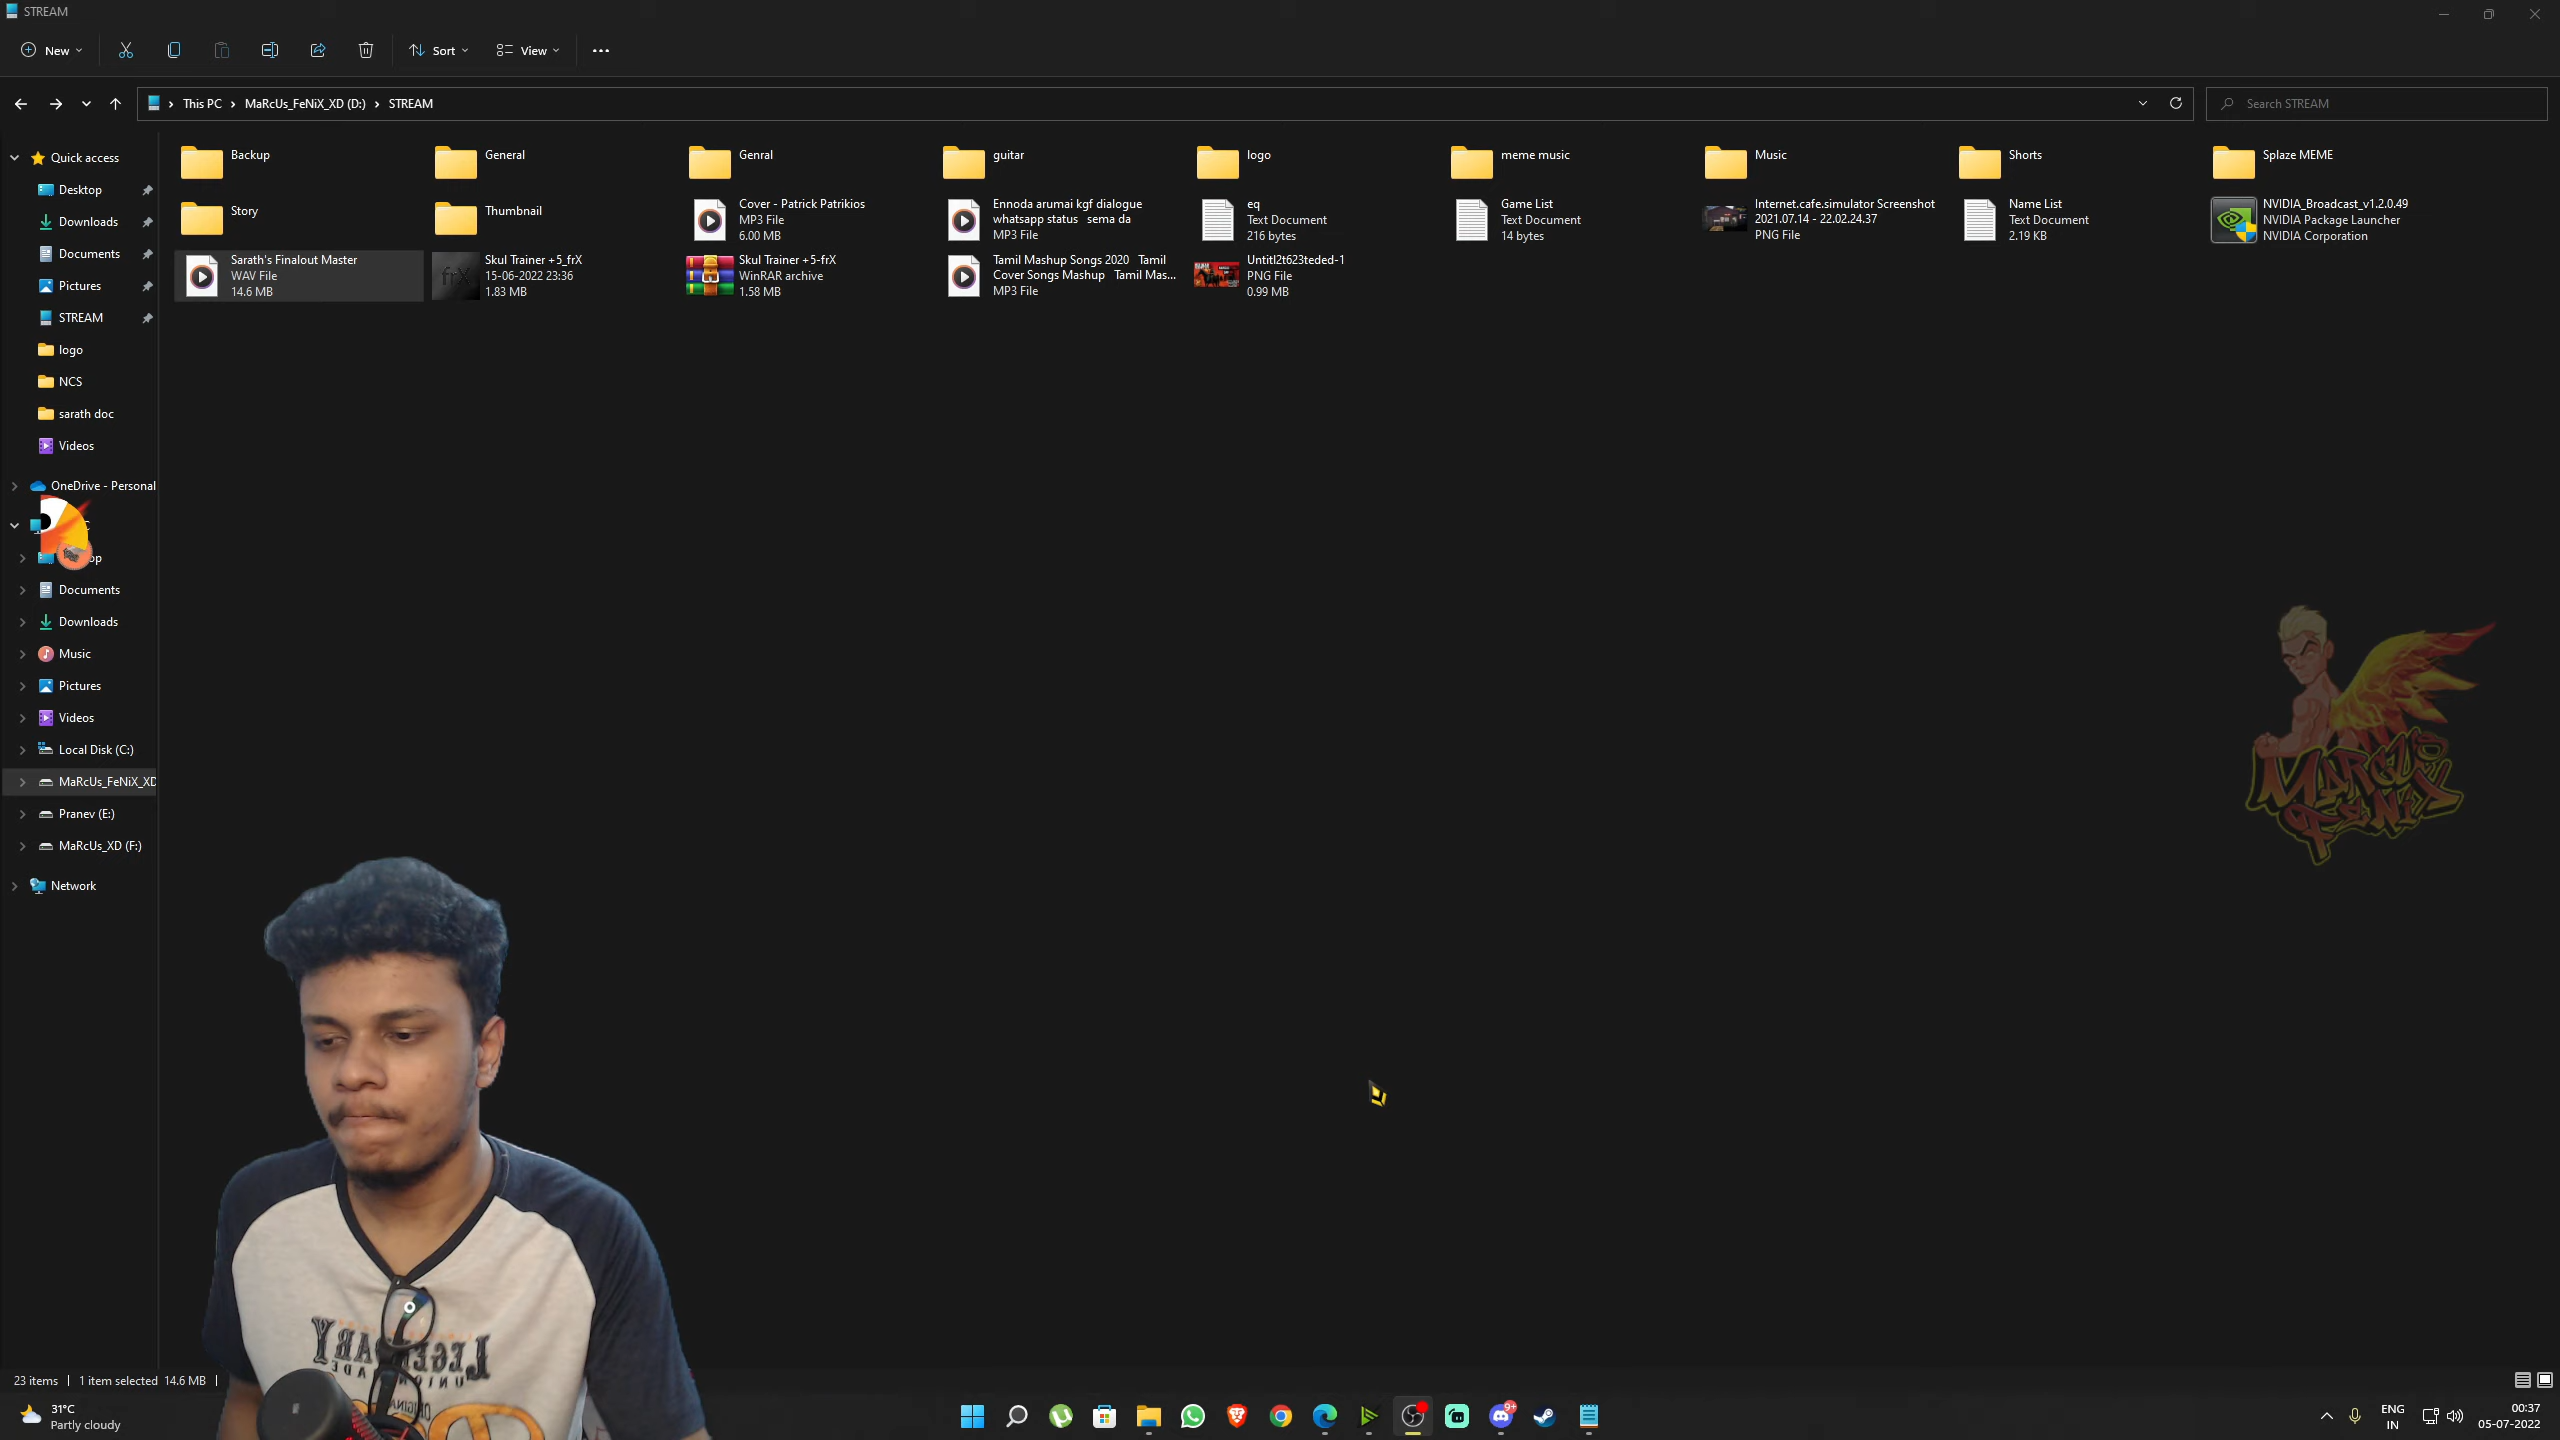 STREAM
New
Sort
View
This PC > MaRcUs_FeNiX_XD (D:) > STREAM
Search STREAM
Quick access
Desktop
Downloads
Documents
Pictures
STREAM
logo
NCS
sarath doc
Videos
OneDrive - Personal
Documents
Downloads
Music
Pictures
Videos
Local Disk (C:)
MaRcUs_FeNiX_XD
Pranev (E:)
MaRcUs_XD (F:)
Network
Backup
General
Genral
guitar
logo
meme music
Music
Shorts
Splaze MEME
Story
Thumbnail
Cover - Patrick Patrikios
MP3 File
6.00 MB
Ennoda arumai kgf dialogue
whatsapp status sema da
MP3 File
eq
Text Document
216 bytes
Game List
Text Document
14 bytes
Internet.cafe.simulator Screenshot
2021.07.14 - 22.02.24.37
PNG File
Name List
Text Document
2.19 KB
NVIDIA_Broadcast_v1.2.0.49
NVIDIA Package Launcher
NVIDIA Corporation
Sarath's Finalout Master
WAV File
14.6 MB
frX
Skul Trainer +5_frX
15-06-2022 23:36
1.83 MB
Skul Trainer +5-frX
WinRAR archive
1.58 MB
Tamil Mashup Songs 2020 Tamil
Cover Songs Mashup Tamil Mas...
MP3 File
Untitl2t623teded-1
PNG File
0.99 MB
MARCUS
FENIX
LEGENDARY
23 items
1 item selected 14.6 MB
31°C
Partly cloudy
9+
ENG
IN
00:37
05-07-2022